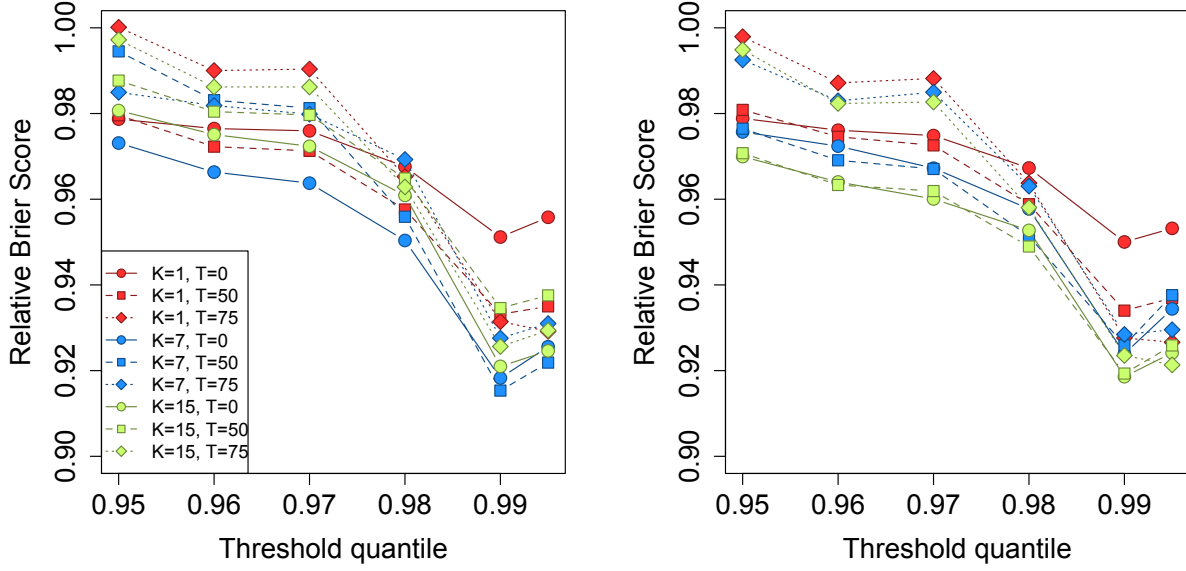 1.00
0.98
0.96
0.94
0.92
0.90
Relative Brier Score
K=1, T=0
K=1, T=50
K=1, T=75
K=7, T=0
K=7, T=50
K=7, T=75
K=15, T=0
K=15, T=50
K=15, T=75
0.95 0.96 0.97 0.98 0.99
Threshold quantile
1.00
0.98
0.96
0.94
0.92
0.90
Relative Brier Score
0.95 0.96 0.97 0.98 0.99
Threshold quantile